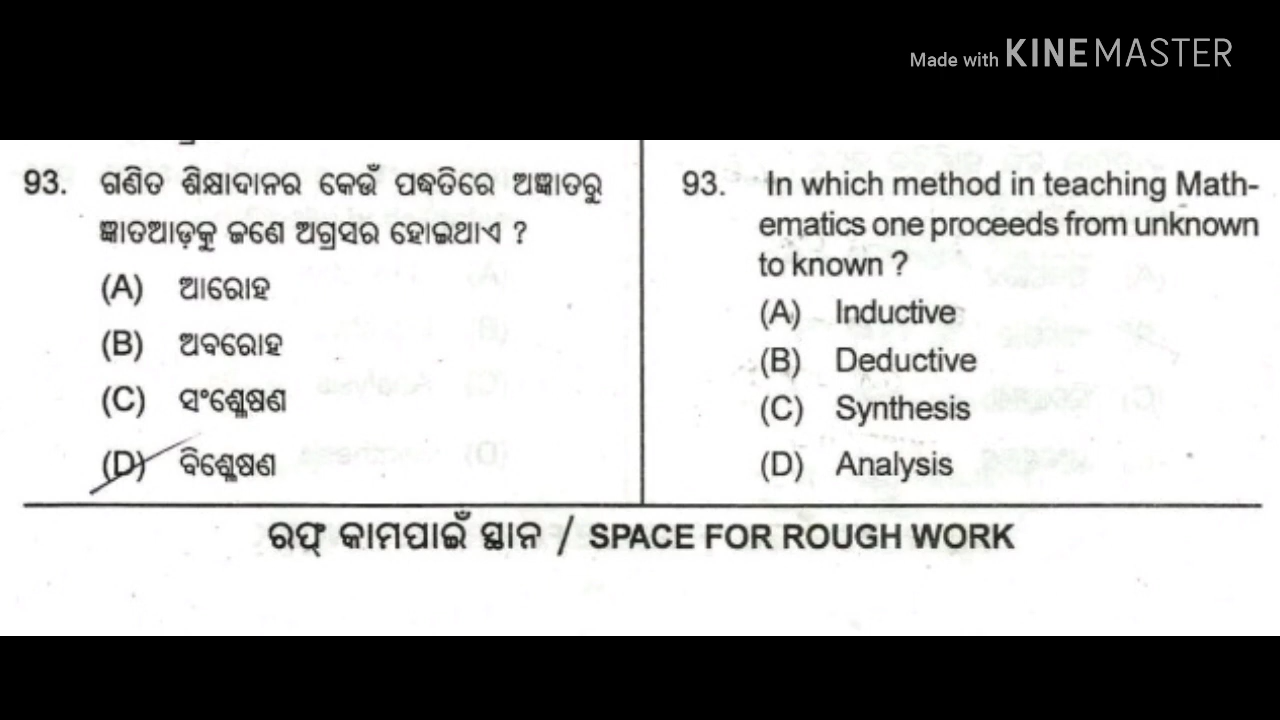 Made with KINEMASTER
93. ଗଣିତ ଶିକ୍ଷାଦାନର କେଉଁ ପଦ୍ଧତିରେ ଅଜ୍ଞାତରୁ
ଜ୍ଞାତଆଡ଼କୁ ଜଣେ ଅଗ୍ରସର ହୋଇଥାଏ ?
(A) ଆରୋହ
(B) ଅବରୋହ
(C) ସଂଶ୍ଳେଷଣ
(D) ବିଶ୍ଳେଷଣ
93. In which method in teaching Math-
ematics one proceeds from unknown
to known ?
(A) Inductive
(B) Deductive
(C) Synthesis
(D) Analysis
ରଫ୍ କାମପାଇଁ ସ୍ଥାନ / SPACE FOR ROUGH WORK